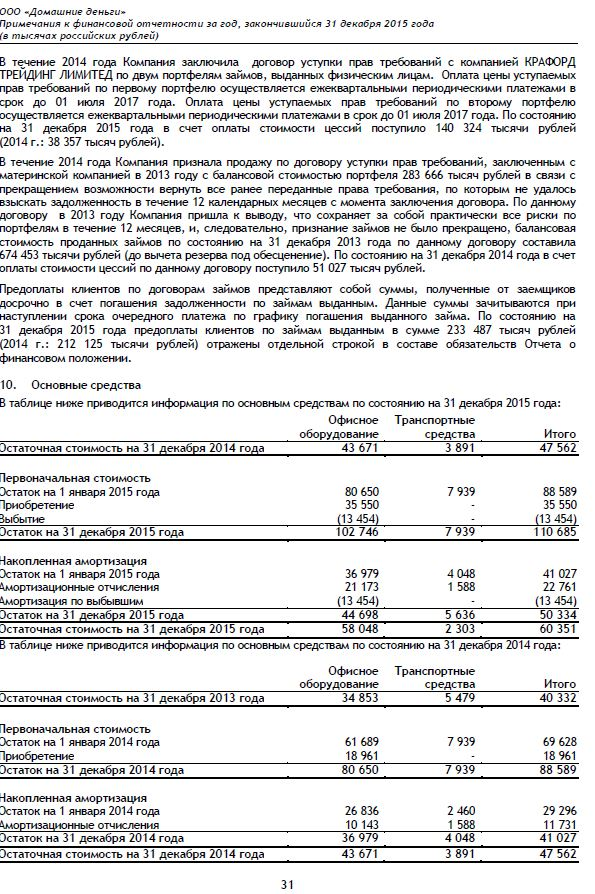 ООО «Домашние деньги»
Примечания к финансовой отчетности за год, закончившийся 31 декабря 2015 года
(в тысячах российских рублей)
В течение 2014 года Компания заключила договор уступки прав требований с компанией КРАФОРД
ТРЕЙДИНГ ЛИМИТЕД по двум портфелям займов, выданных физическим лицам. Оплата цены уступаемых
прав требований по первому портфелю осуществляется ежеквартальными периодическими платежами в
срок до 01 июля 2017 года. Оплата цены уступаемых прав требований по второму портфелю
осуществляется ежеквартальными периодическими платежами в срок до 01 июля 2017 года. По состоянию
на 31 декабря 2015 года в счет оплаты стоимости цессий поступило 140 324 тысячи рублей
(2014 г.: 38 357 тысяч рублей).
В течение 2014 года Компания признала продажу по договору уступки прав требований, заключенным с
материнской компанией в 2013 году с балансовой стоимостью портфеля 283 666 тысяч рублей в связи с
прекращением возможности вернуть все ранее переданные права требования, по которым не удалось
взыскать задолженность в течение 12 календарных месяцев с момента заключения договора. По данному
договору в 2013 году Компания пришла к выводу, что сохраняет за собой практически все риски по
портфелям в течение 12 месяцев, и, следовательно, признание займов не было прекращено, балансовая
стоимость проданных займов по состоянию на 31 декабря 2013 года по данному договору составила
674 453 тысячи рублей (до вычета резерва под обесценение). По состоянию на 31 декабря 2014 года в счет
оплаты стоимости цессий по данному договору поступило 51 027 тысяч рублей.
Предоплаты клиентов по договорам займов представляют собой суммы, полученные от заемщиков
досрочно в счет погашения задолженности по займам выданным. Данные суммы зачитываются при
наступлении срока очередного платежа по графику погашения выданного займа. По состоянию на
31 декабря 2015 года предоплаты клиентов по займам выданным в сумме 233 487 тысяч рублей
(2014 г.: 212 125 тысячи рублей) отражены отдельной строкой в составе обязательств Отчета о
финансовом положении.
10. Основные средства
В таблице ниже приводится информация по основным средствам по состоянию на 31 декабря 2015 года:
Офисное Транспортные
оборудование средства Итого
Остаточная стоимость на 31 декабря 2014 года 43 671 3 891 47 562
Первоначальная стоимость
Остаток на 1 января 2015 года 80 650 7 939 88 589
Приобретение 35 550 - 35 550
Выбытие (13 454) - (13 454)
Остаток на 31 декабря 2015 года 102 746 7 939 110 685
Накопленная амортизация
Остаток на 1 января 2015 года 36 979 4 048 41 027
Амортизационные отчисления 21 173 1 588 22 761
Амортизация по выбывшим (13 454) - (13 454)
Остаток на 31 декабря 2015 года 44 698 5 636 50 334
Остаточная стоимость на 31 декабря 2015 года 58 048 2 303 60 351
В таблице ниже приводится информация по основным средствам по состоянию на 31 декабря 2014 года:
Офисное Транспортные
оборудование средства Итого
Остаточная стоимость на 31 декабря 2013 года 34 853 5 479 40 332
Первоначальная стоимость
Остаток на 1 января 2014 года 61 689 7 939 69 628
Приобретение 18 961 - 18 961
Остаток на 31 декабря 2014 года 80 650 7 939 88 589
Накопленная амортизация
Остаток на 1 января 2014 года 26 836 2 460 29 296
Амортизационные отчисления 10 143 1 588 11 731
Остаток на 31 декабря 2014 года 36 979 4 048 41 027
Остаточная стоимость на 31 декабря 2014 года 43 671 3 891 47 562
31